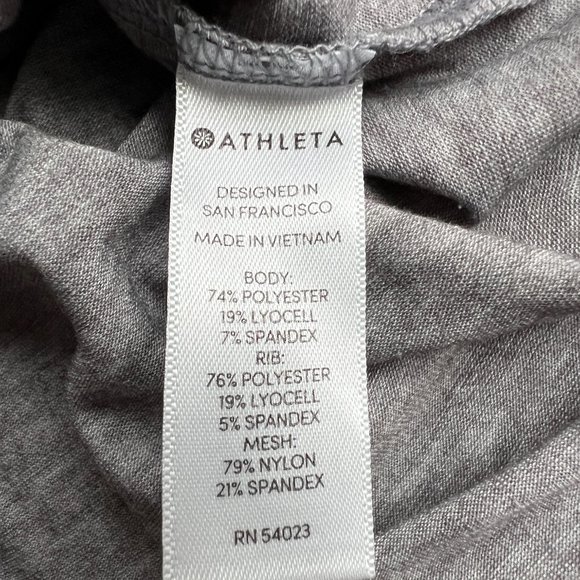 ATHLETA
DESIGNED IN
SAN FRANCISCO
MADE IN VIETNAM
BODY:
74% POLYESTER
19% LYOCELL
7% SPANDEX
RIB:
76% POLYESTER
19% LYOCELL
5% SPANDEX
MESH:
79% NYLON
21% SPANDEX
RN 54023